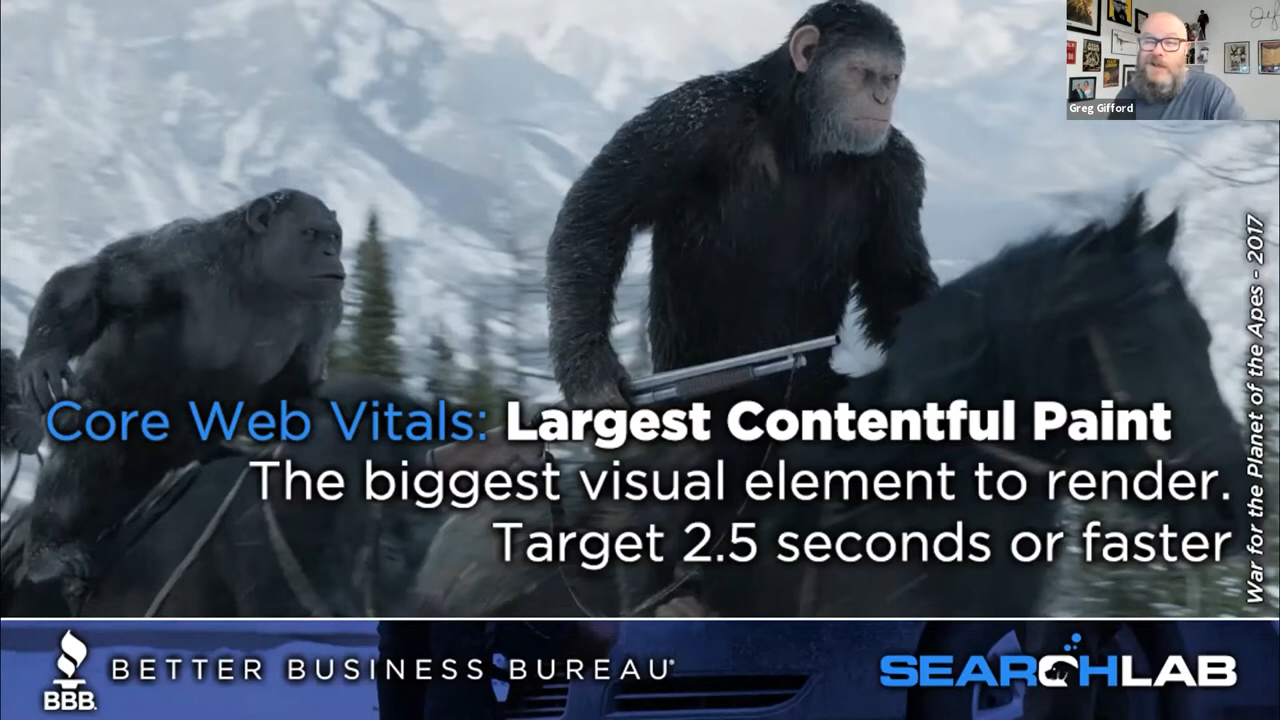 Greg Gifford
Core Web Vitals: Largest Contentful Paint
The biggest visual element to render.
Target 2.5 seconds or faster
War for the Planet of the Apes - 2017
BBB.
BETTER BUSINESS BUREAU®
SEARCHLAB